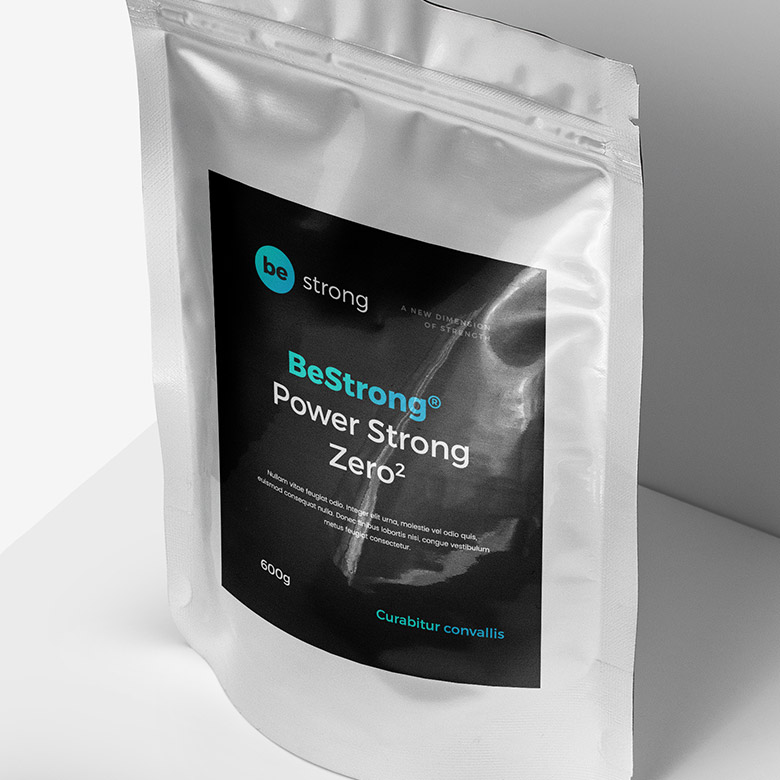 be strong
A NEW DIMENSION
OF STRENGTH
BeStrong®
Power Strong
Zero²
Nullam vitae feugiat odio. Integer elit urna, molestie vel odio quis,
euismod consequat nulla. Donec finibus lobortis nisi, congue vestibulum
metus feugiat consectetur.
600g
Curabitur convallis